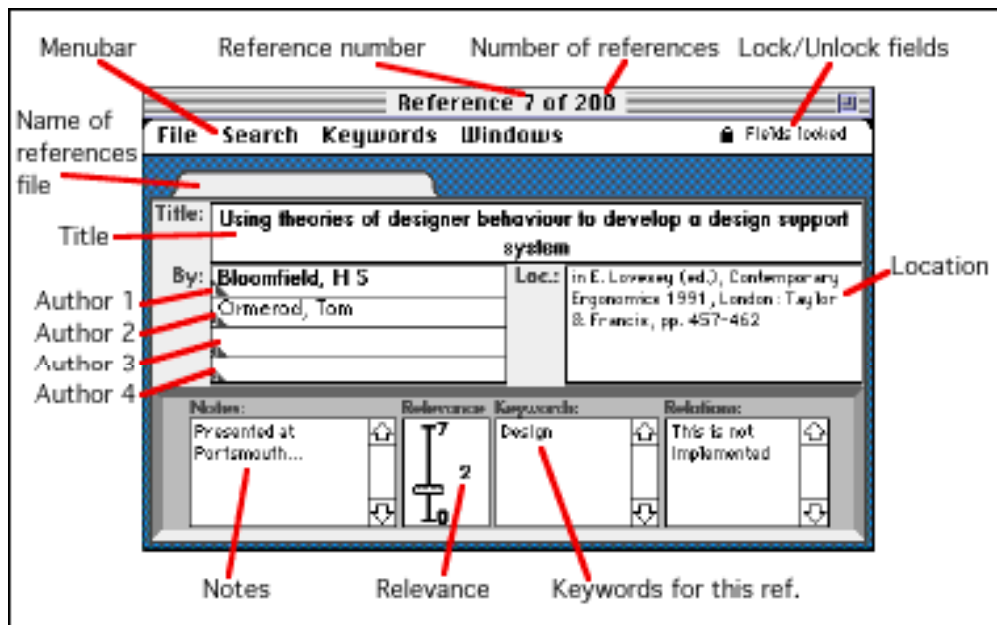 Menubar
Reference number
Number of references
Lock/Unlock fields
Reference 7 of 200
Name of
references
file
File Search Keywords Windows
Fields locked
Title:
Using theories of designer behaviour to develop a design support
system
Title
By:
Bloomfield, H S
Loc.:
in E. Lovesey (ed.), Contemporary
Ergonomics 1991, London: Taylor
& Francis, pp. 457-462
Location
Author 1
Ormerod, Tom
Author 2
Author 3
Author 4
Notes:
Relevance
Keywords:
Relations:
Presented at
Portsmouth...
7
2
0
Design
This is not
implemented
Notes
Relevance
Keywords for this ref.